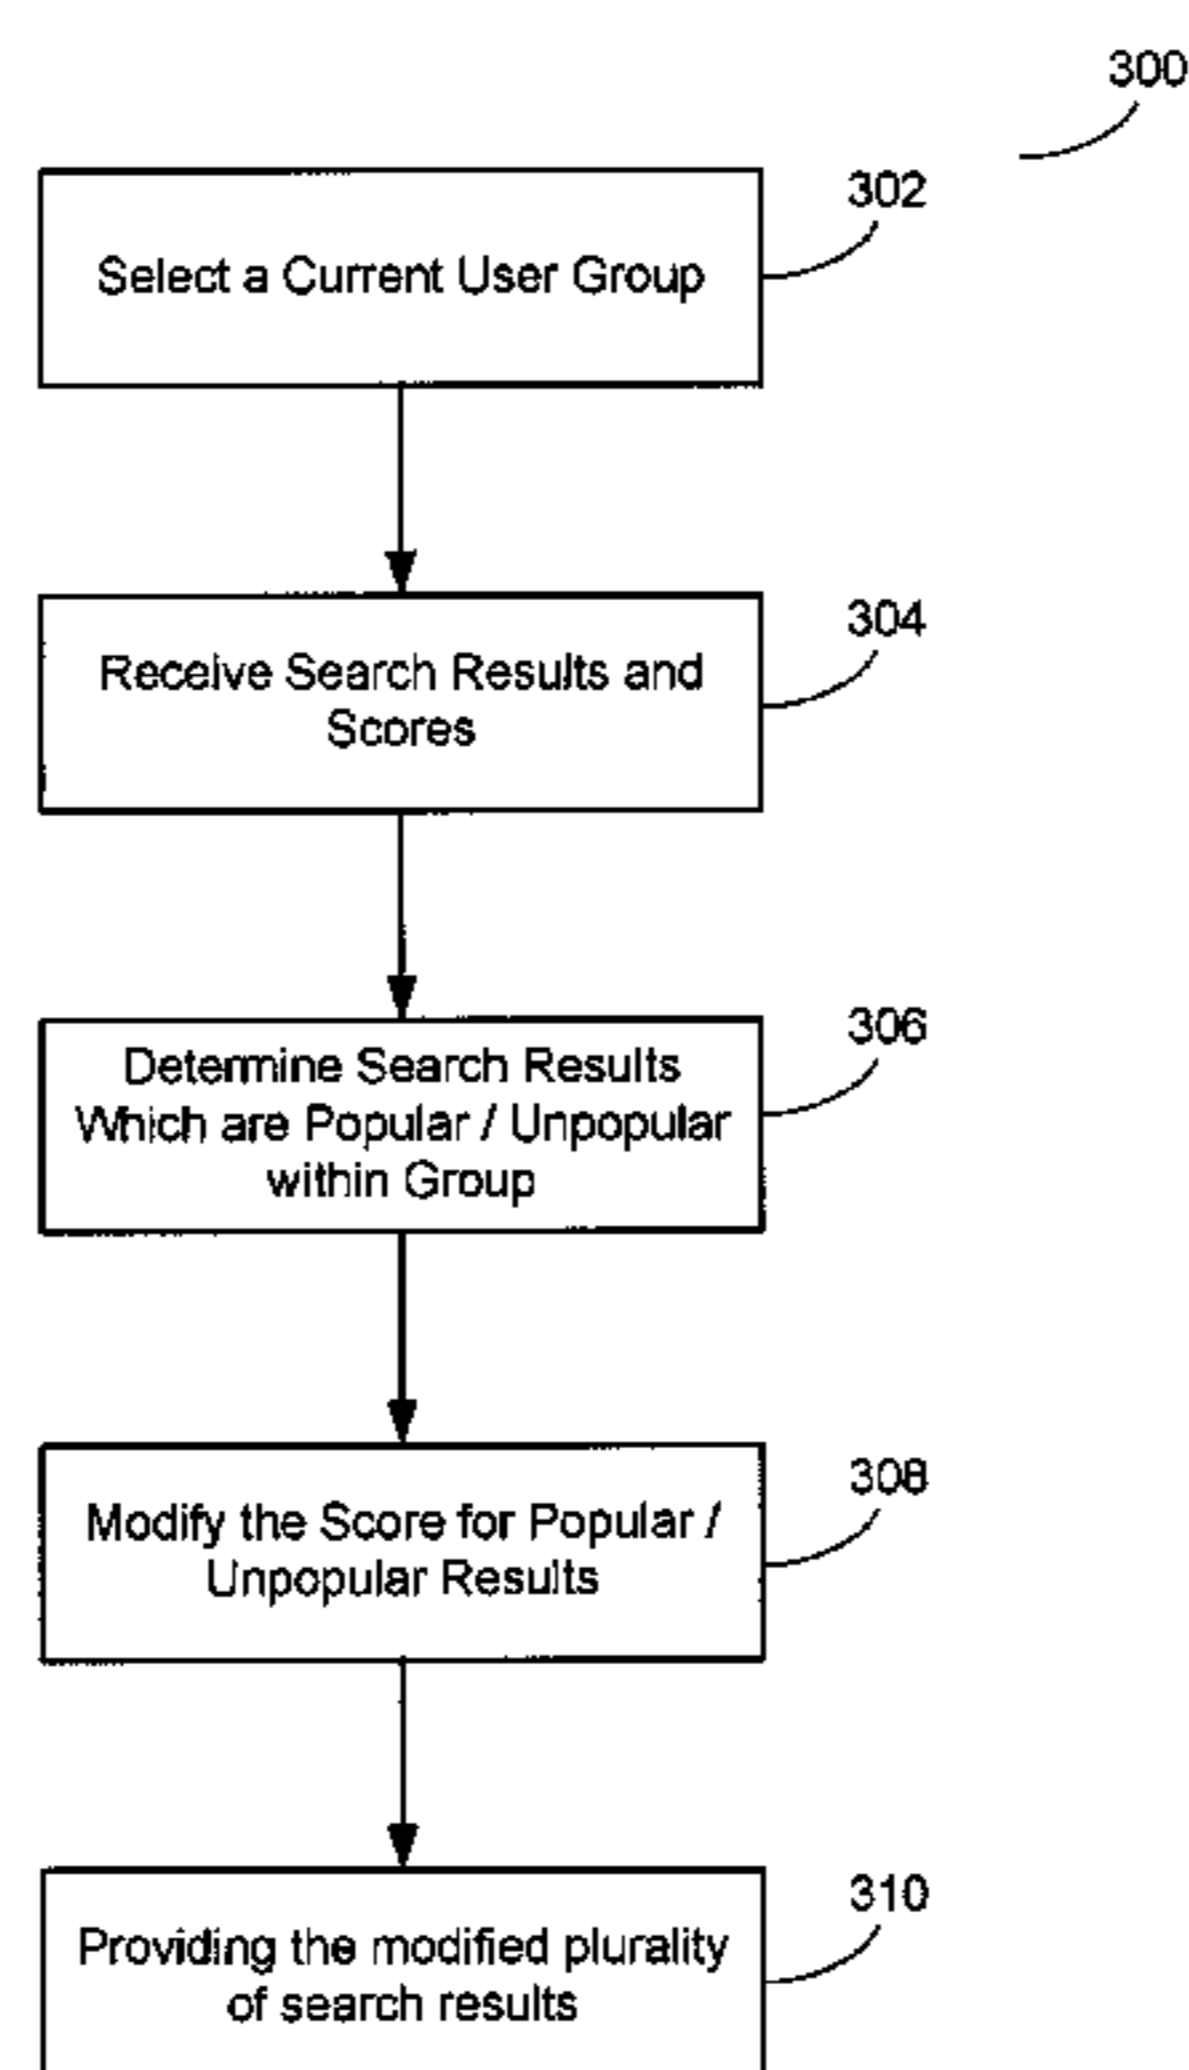 300
302
Select a Current User Group
304
Receive Search Results and
Scores
306
Determine Search Results
Which are Popular / Unpopular
within Group
308
Modify the Score for Popular /
Unpopular Results
310
Providing the modified plurality
of search results